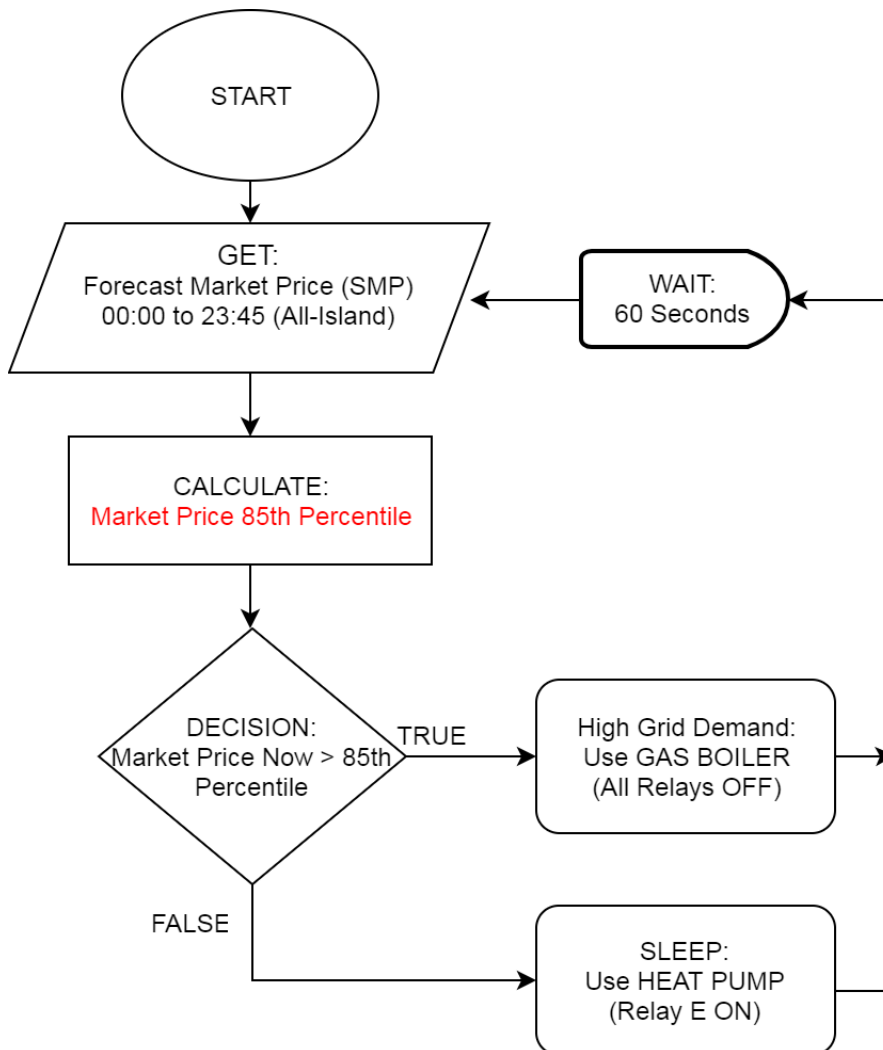 START
GET:
Forecast Market Price (SMP)
00:00 to 23:45 (All-Island)
WAIT:
60 Seconds
CALCULATE:
Market Price 85th Percentile
DECISION:
Market Price Now > 85th
Percentile
TRUE
High Grid Demand:
Use GAS BOILER
(All Relays OFF)
FALSE
SLEEP:
Use HEAT PUMP
(Relay E ON)